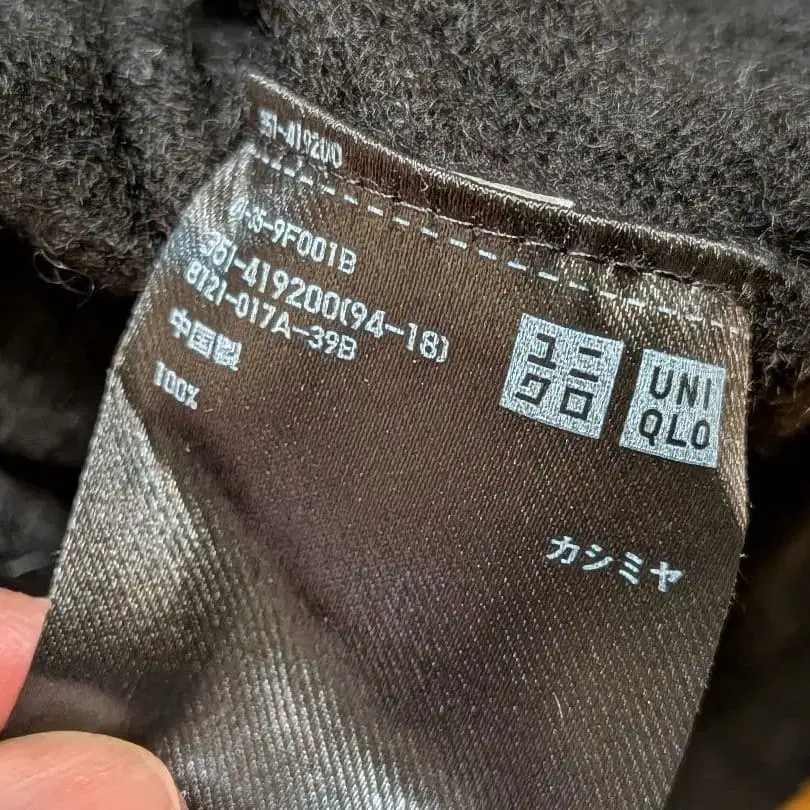 351-419200
-35-9F001B
351-419200(94-18)
8121-017A-39B
中国製
100%
ユニ
クロ
UNI
QLO
カシミヤ